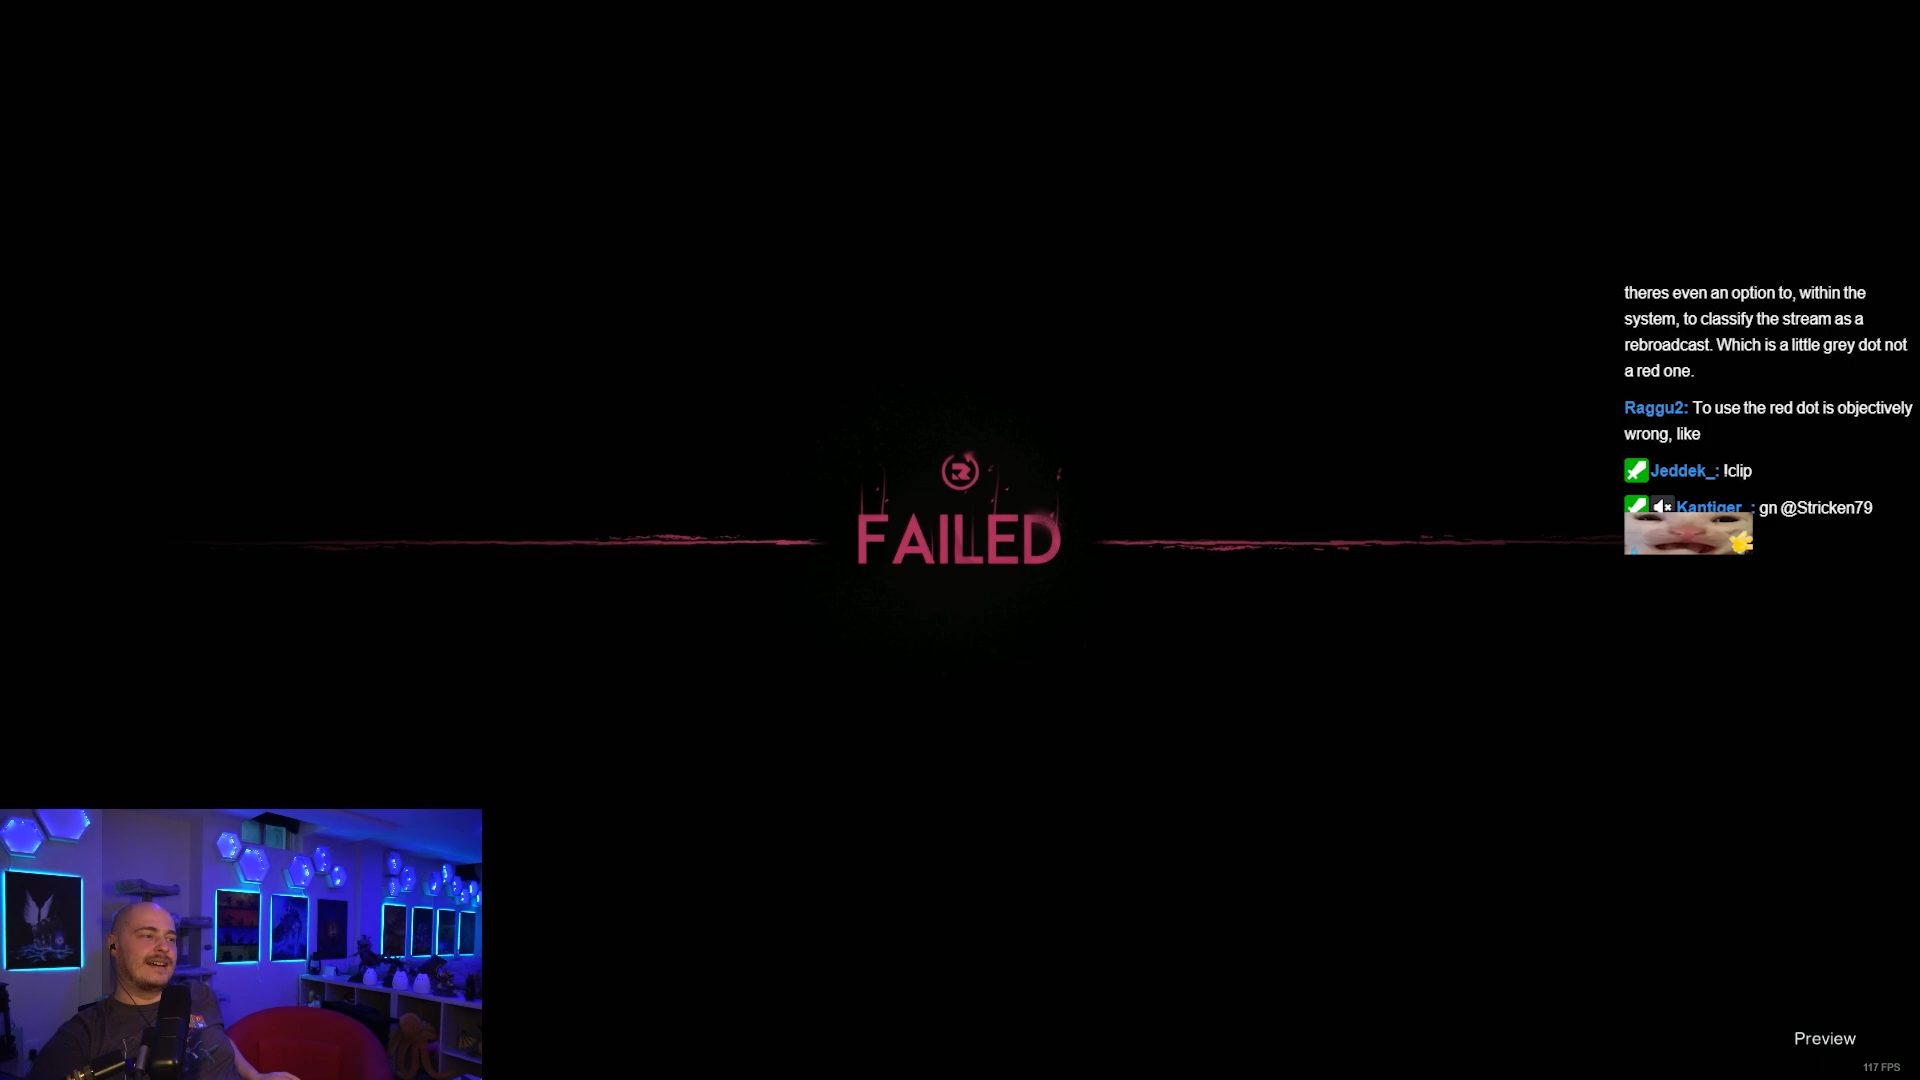 theres even an option to, within the
system, to classify the stream as a
rebroadcast. Which is a little grey dot not
a red one.
Raggu2: To use the red dot is objectively
wrong, like
Jeddek_: !clip
Kantiger_: gn @Stricken79
FAILED
Preview
117 FPS